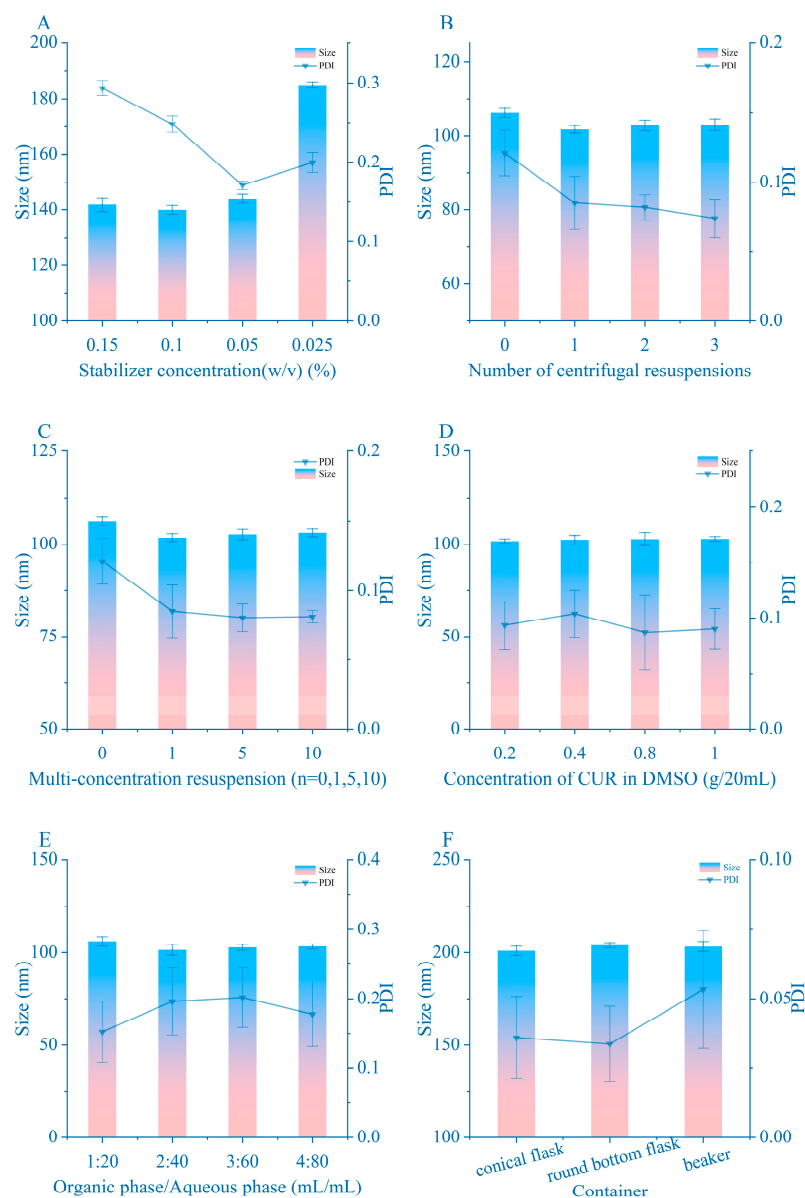 A
200
180
160
140
120
100
Size (nm)
0.3
0.2
0.1
0.0
PDI
Size
PDI
0.15 0.1 0.05 0.025
Stabilizer concentration(w/v) (%)
B
120
100
80
60
Size (nm)
0.2
0.1
0.0
PDI
Size
PDI
0 1 2 3
Number of centrifugal resuspensions
C
125
100
75
50
Size (nm)
0.2
0.1
0.0
PDI
PDI
Size
0 1 5 10
Multi-concentration resuspension (n=0,1,5,10)
D
150
100
50
0
Size (nm)
0.2
0.1
0.0
PDI
Size
PDI
0.2 0.4 0.8 1
Concentration of CUR in DMSO (g/20mL)
E
150
100
50
0
Size (nm)
0.4
0.3
0.2
0.1
0.0
PDI
Size
PDI
1:20 2:40 3:60 4:80
Organic phase/Aqueous phase (mL/mL)
F
250
200
150
100
Size (nm)
0.10
0.05
0.00
PDI
Size
PDI
conical flask round bottom flask beaker
Container